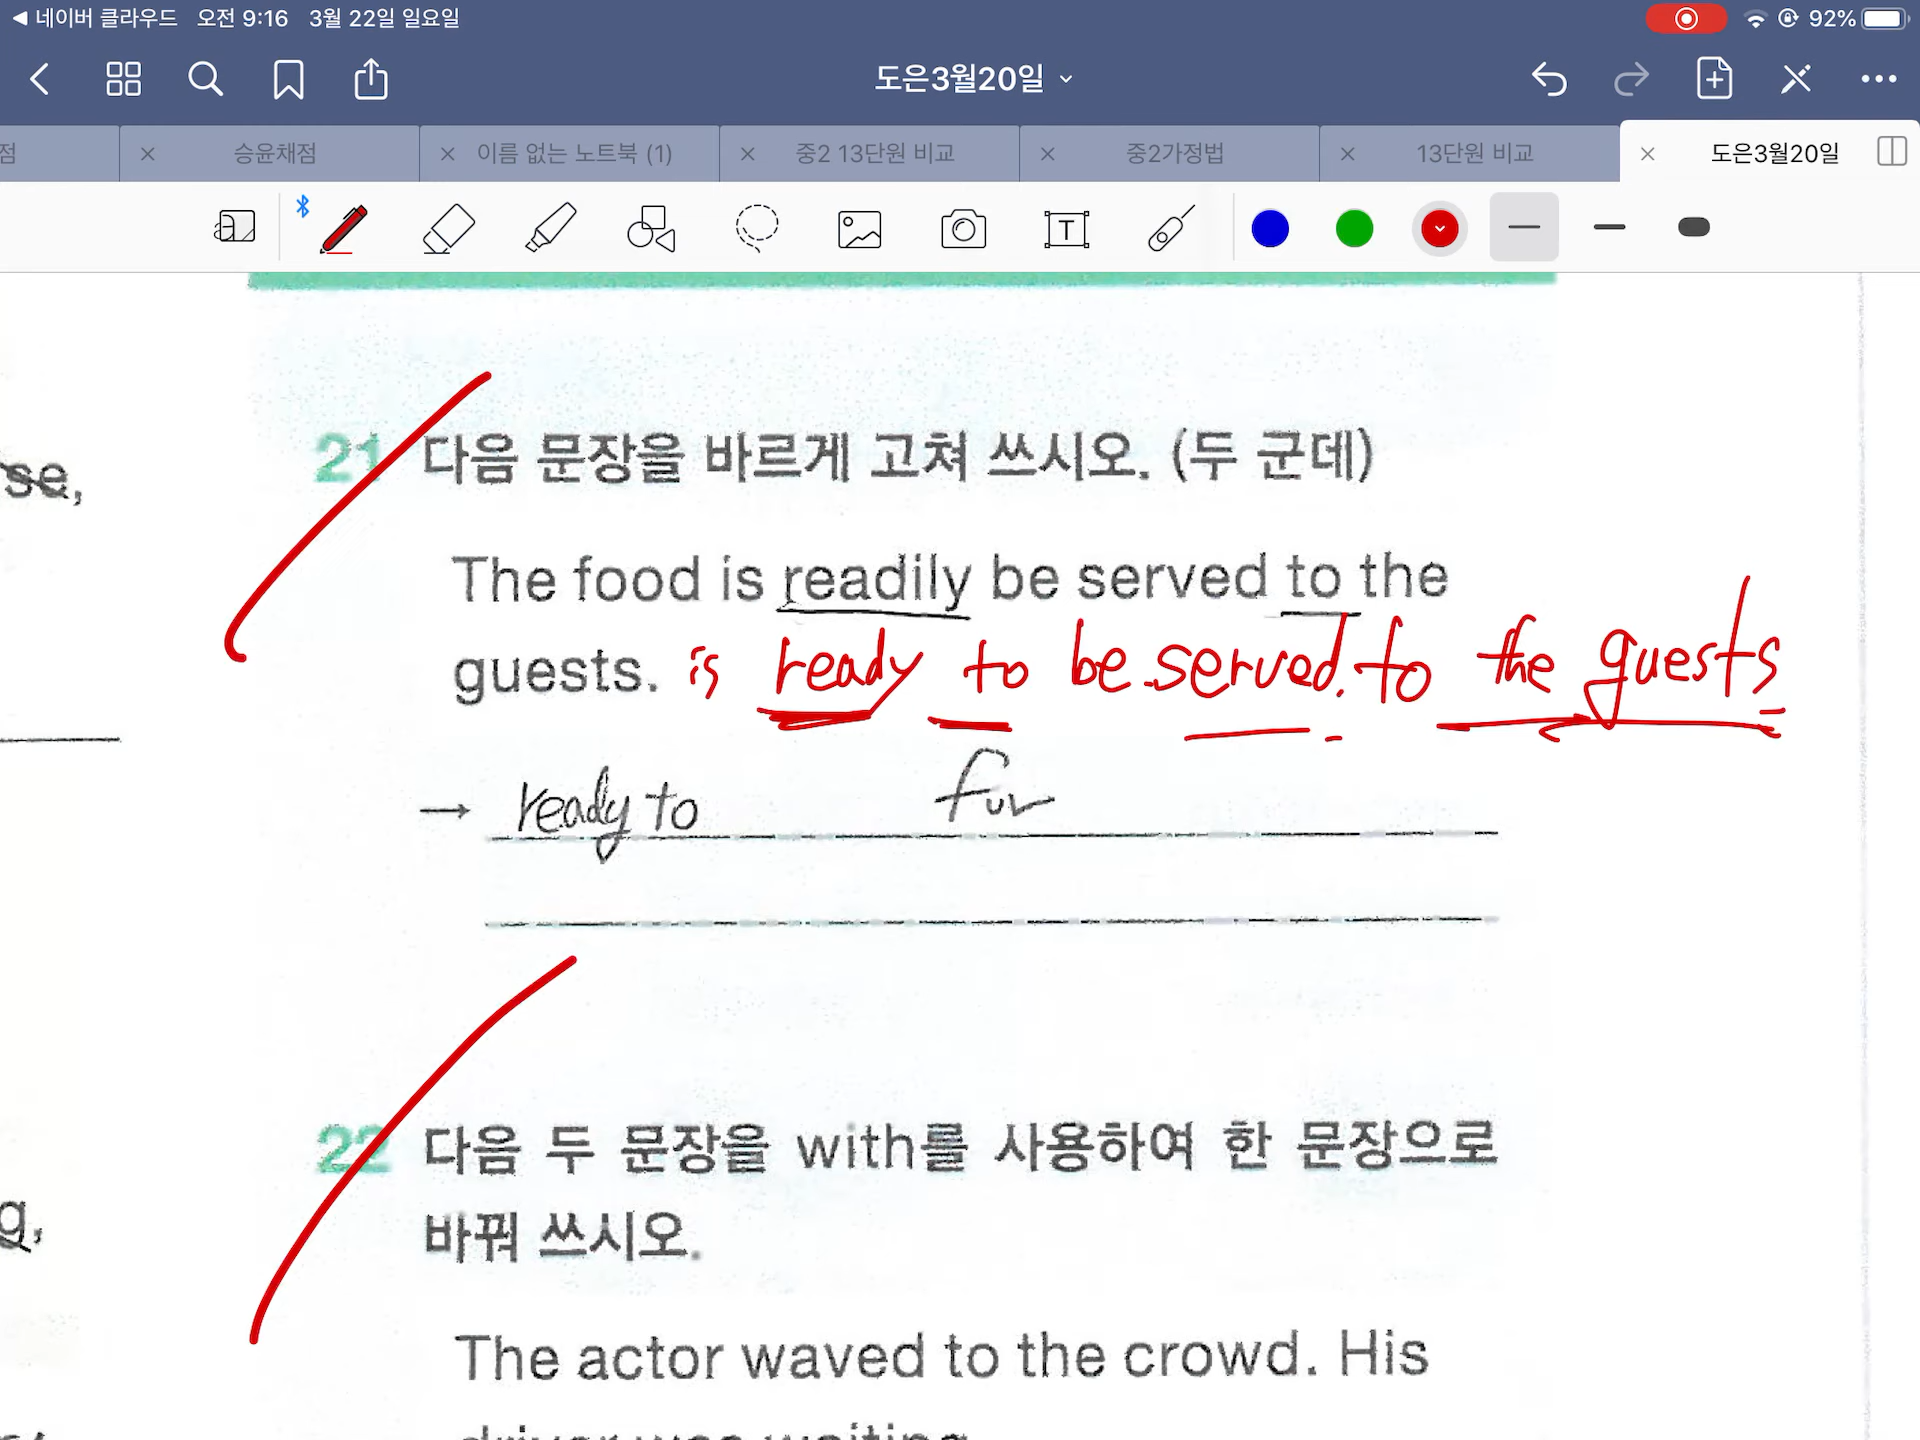 네이버 클라우드 오전 9:16 3월 22일 일요일 92%
도은3월20일
점 승윤채점 이름 없는 노트북 (1) 중2 13단원 비교 중2가정법 13단원 비교 도은3월20일
21 다음 문장을 바르게 고쳐 쓰시오. (두 군데)
se,
The food is readily be served to the
guests. is ready to be served. to the guests
→ ready to for
22 다음 두 문장을 with를 사용하여 한 문장으로
g,
바꿔 쓰시오.
The actor waved to the crowd. His
driver was waiting